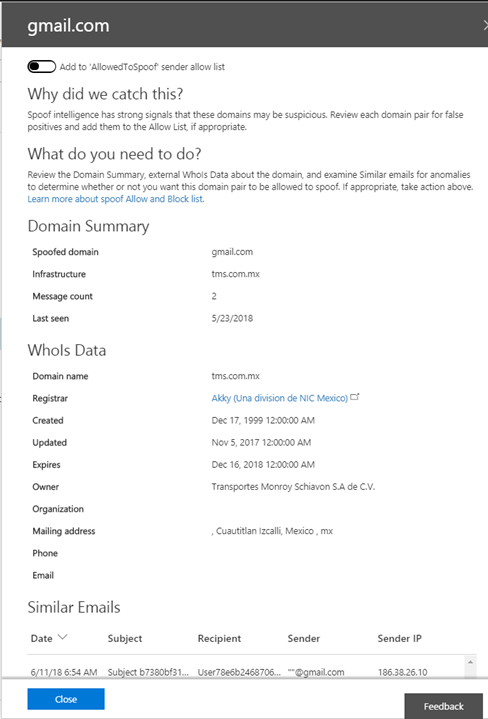 gmail.com
Add to 'AllowedToSpoof' sender allow list
Why did we catch this?
Spoof intelligence has strong signals that these domains may be suspicious. Review each domain pair for false
positives and add them to the Allow List, if appropriate.
What do you need to do?
Review the Domain Summary, external WhoIs Data about the domain, and examine Similar emails for anomalies
to determine whether or not you want this domain pair to be allowed to spoof. If appropriate, take action above.
Learn more about spoof Allow and Block list.
Domain Summary
Spoofed domain gmail.com
Infrastructure tms.com.mx
Message count 2
Last seen 5/23/2018
WhoIs Data
Domain name tms.com.mx
Registrar Akky (Una division de NIC Mexico)
Created Dec 17, 1999 12:00:00 AM
Updated Nov 5, 2017 12:00:00 AM
Expires Dec 16, 2018 12:00:00 AM
Owner Transportes Monroy Schiavon S.A de C.V.
Organization
Mailing address , Cuautitlan Izcalli, Mexico , mx
Phone
Email
Similar Emails
Date Subject Recipient Sender Sender IP
6/11/18 6:54 AM Subject b7380bf31... User78e6b2468706... ""@gmail.com 186.38.26.10
Close
Feedback